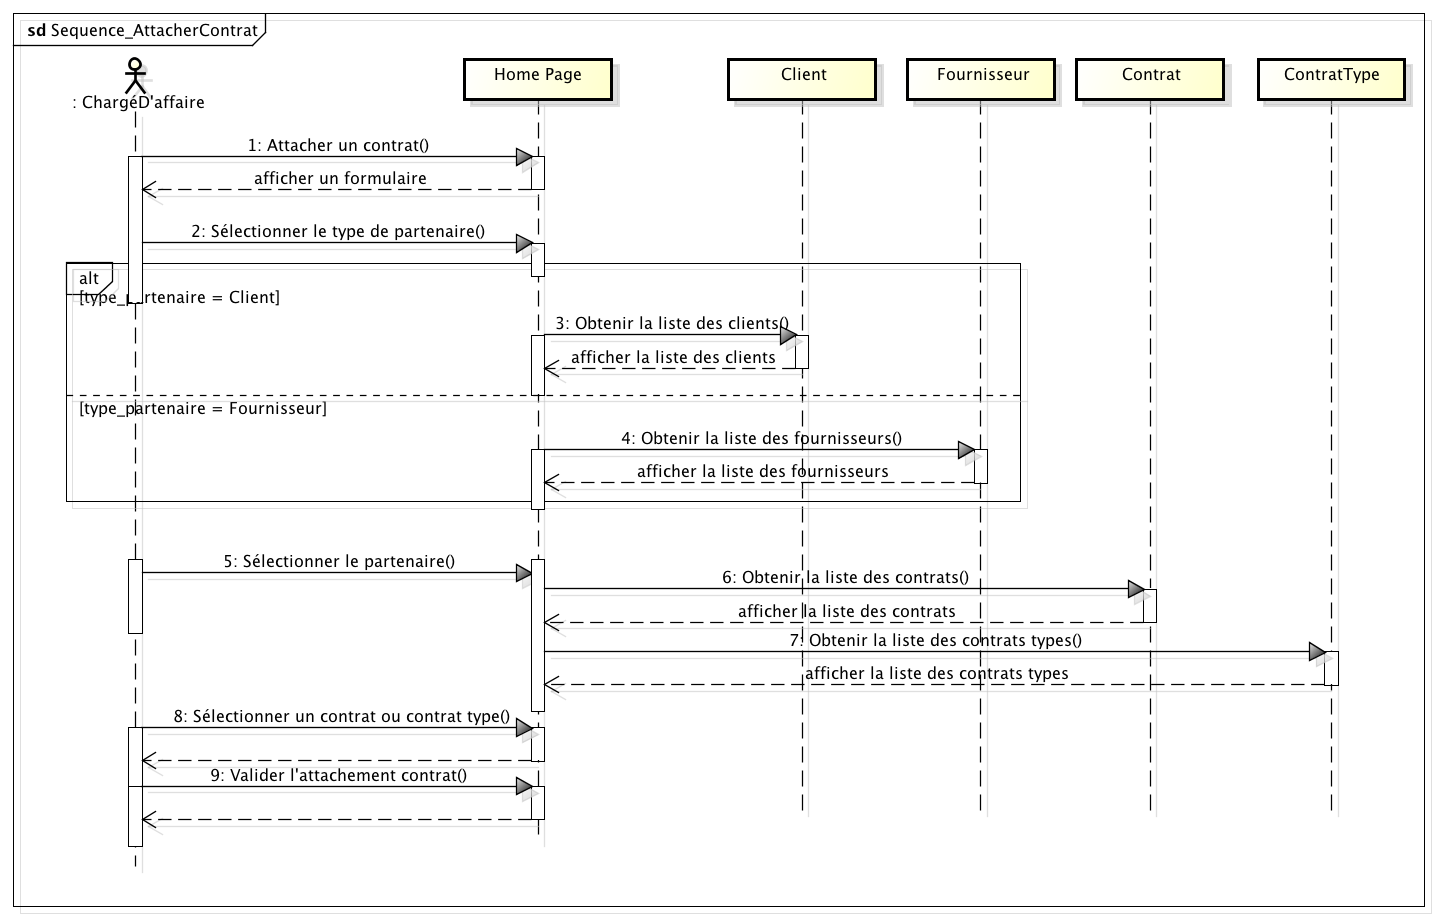 sd Sequence_AttacherContrat
: ChargéD'affaire
Home Page
Client
Fournisseur
Contrat
ContratType
1: Attacher un contrat()
afficher un formulaire
2: Sélectionner le type de partenaire()
alt
[type_partenaire = Client]
3: Obtenir la liste des clients()
afficher la liste des clients
[type_partenaire = Fournisseur]
4: Obtenir la liste des fournisseurs()
afficher la liste des fournisseurs
5: Sélectionner le partenaire()
6: Obtenir la liste des contrats()
afficher la liste des contrats
7: Obtenir la liste des contrats types()
afficher la liste des contrats types
8: Sélectionner un contrat ou contrat type()
9: Valider l'attachement contrat()